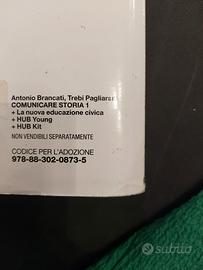 Antonio Brancati, Trebi Pagliarani
COMUNICARE STORIA 1
+ La nuova educazione civica
+ HUB Young
+ HUB Kit
NON VENDIBILI SEPARATAMENTE
CODICE PER L'ADOZIONE
978-88-302-0873-5
subito